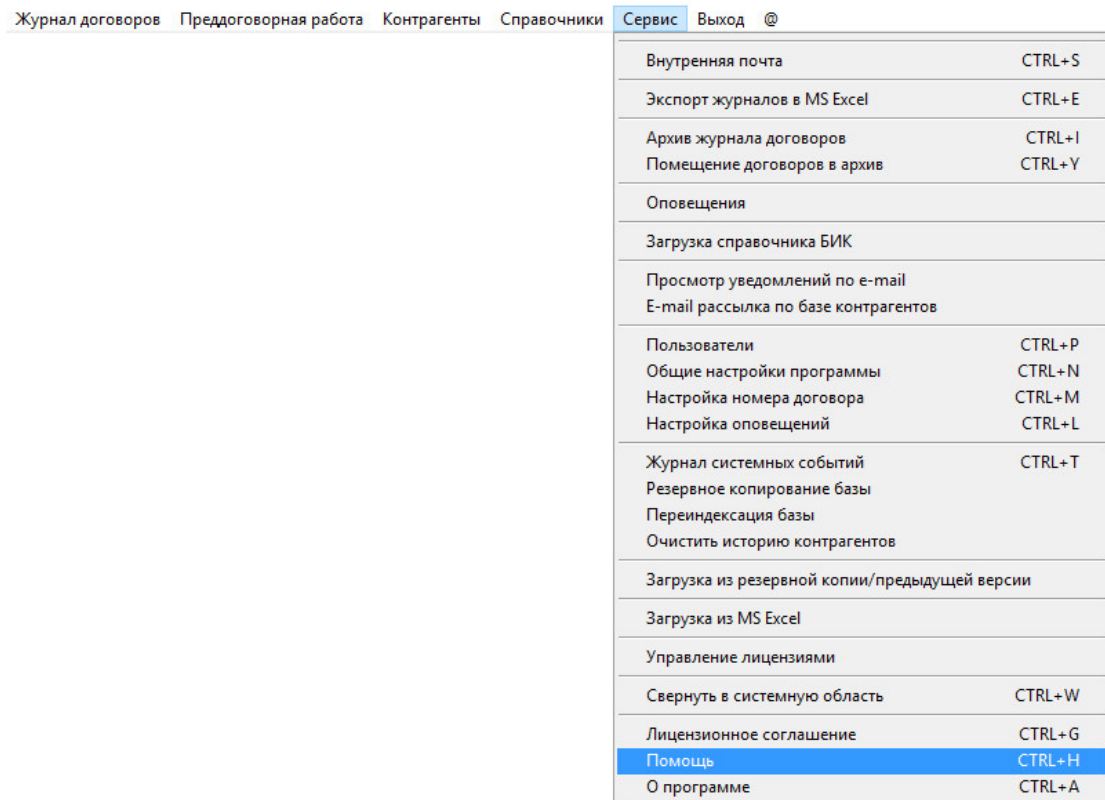 Журнал договоров Преддоговорная работа Контрагенты Справочники Сервис Выход @
Внутренняя почта CTRL+S
Экспорт журналов в MS Excel CTRL+E
Архив журнала договоров CTRL+I
Помещение договоров в архив CTRL+Y
Оповещения
Загрузка справочника БИК
Просмотр уведомлений по e-mail
E-mail рассылка по базе контрагентов
Пользователи CTRL+P
Общие настройки программы CTRL+N
Настройка номера договора CTRL+M
Настройка оповещений CTRL+L
Журнал системных событий CTRL+T
Резервное копирование базы
Переиндексация базы
Очистить историю контрагентов
Загрузка из резервной копии/предыдущей версии
Загрузка из MS Excel
Управление лицензиями
Свернуть в системную область CTRL+W
Лицензионное соглашение CTRL+G
Помощь CTRL+H
О программе CTRL+A